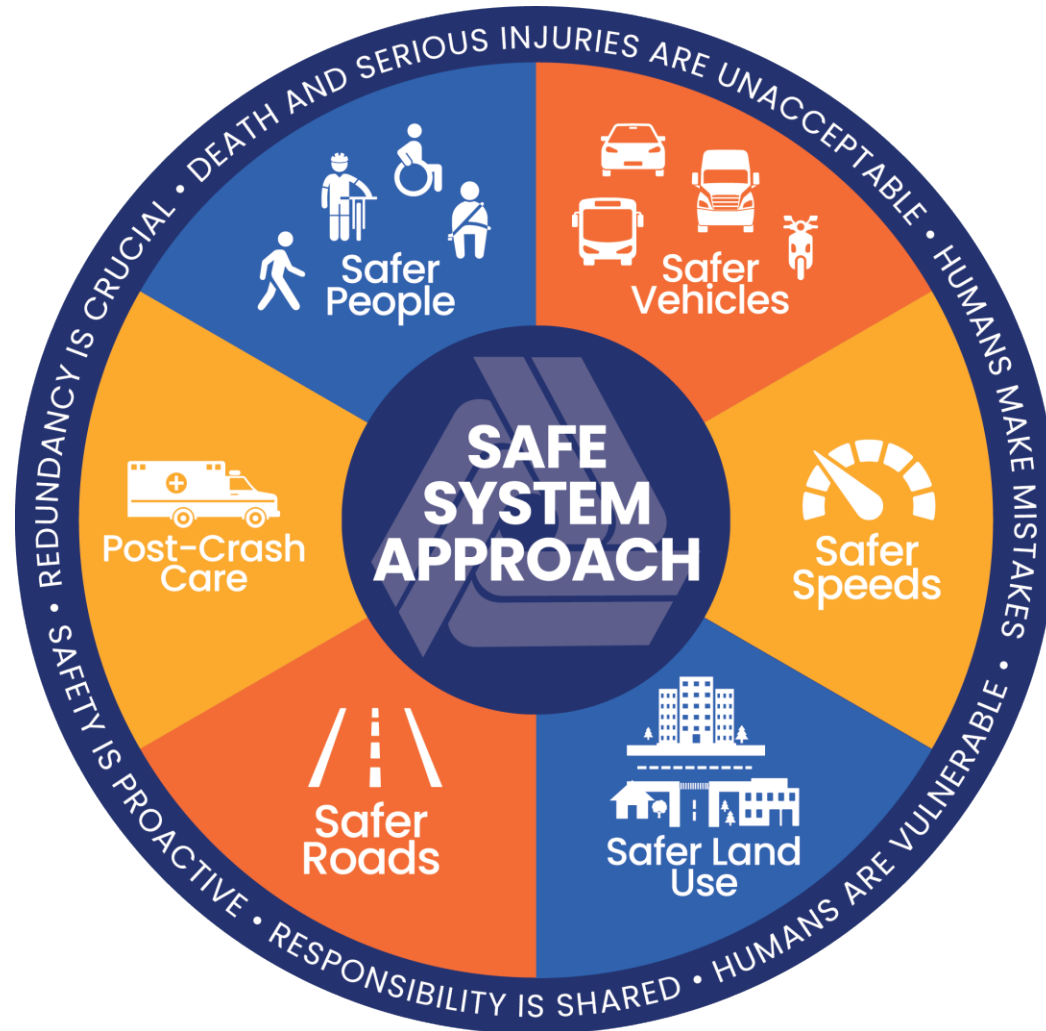 DEATH AND SERIOUS INJURIES ARE UNACCEPTABLE • HUMANS MAKE MISTAKES • HUMANS ARE VULNERABLE • RESPONSIBILITY IS SHARED • SAFETY IS PROACTIVE • REDUNDANCY IS CRUCIAL •
Safer
People
Safer
Vehicles
Safer
Speeds
Safer Land
Use
Safer
Roads
Post-Crash
Care
SAFE
SYSTEM
APPROACH